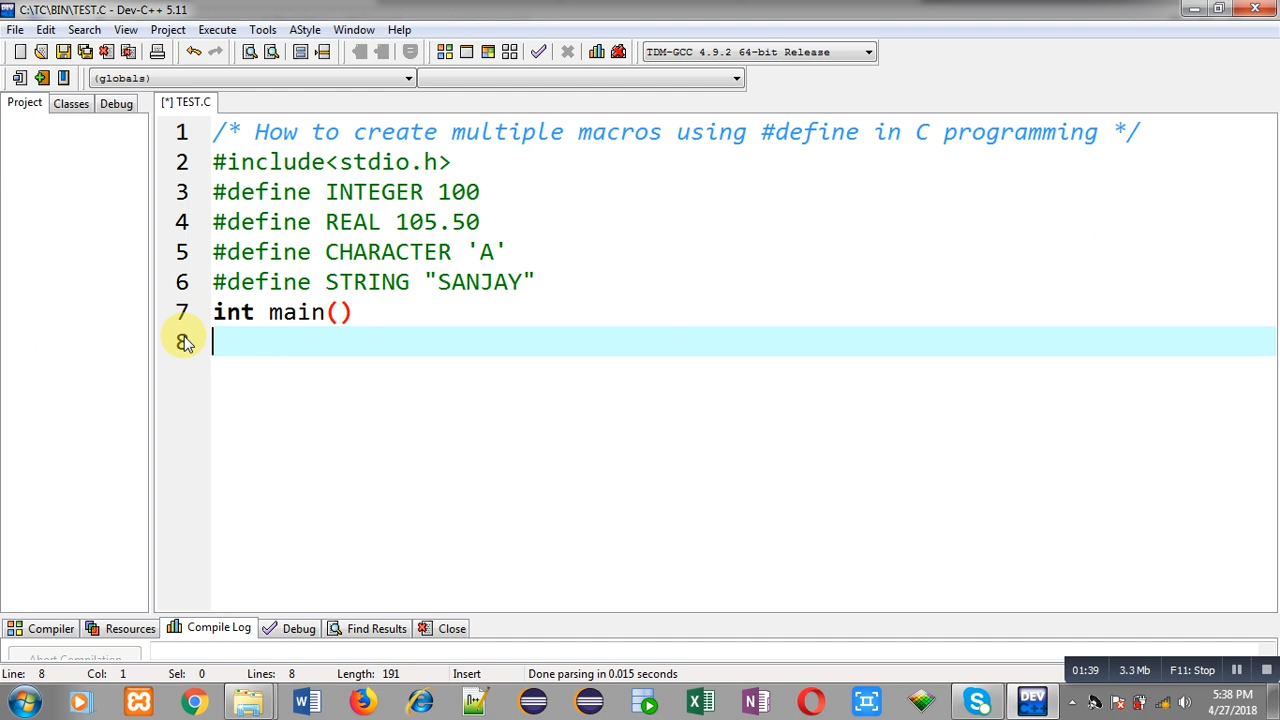 C:\TC\BIN\TEST.C - Dev-C++ 5.11
File Edit Search View Project Execute Tools AStyle Window Help
TDM-GCC 4.9.2 64-bit Release
(globals)
Project Classes Debug [*] TEST.C
1 /* How to create multiple macros using #define in C programming */
2 #include<stdio.h>
3 #define INTEGER 100
4 #define REAL 105.50
5 #define CHARACTER 'A'
6 #define STRING "SANJAY"
7 int main()
8
Compiler Resources Compile Log Debug Find Results Close
Abort Compilation
Line: 8 Col: 1 Sel: 0 Lines: 8 Length: 191 Insert Done parsing in 0.015 seconds
01:39 3.3 Mb F11: Stop
DEV
5:38 PM
4/27/2018